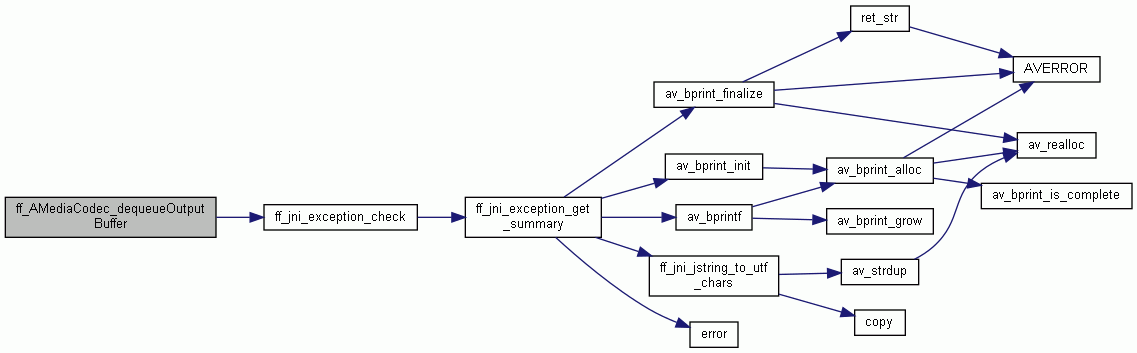 ff_AMediaCodec_dequeueOutput
Buffer
ff_jni_exception_check
ff_jni_exception_get
_summary
av_bprint_finalize
ret_str
AVERROR
av_realloc
av_bprint_init
av_bprint_alloc
av_bprint_is_complete
av_bprintf
av_bprint_grow
ff_jni_jstring_to_utf
_chars
av_strdup
copy
error